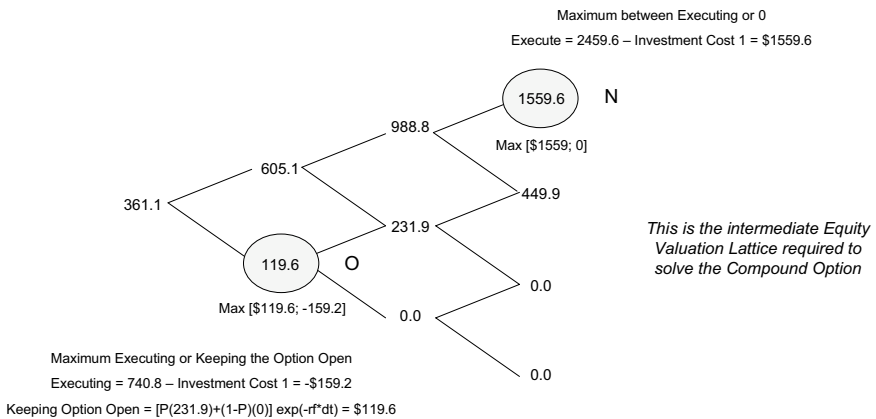 Maximum between Executing or 0
Execute = 2459.6 – Investment Cost 1 = $1559.6
1559.6
N
Max [$1559; 0]
988.8
605.1
449.9
361.1
231.9
This is the intermediate Equity
Valuation Lattice required to
solve the Compound Option
119.6
O
0.0
Max [$119.6; -159.2]
0.0
0.0
Maximum Executing or Keeping the Option Open
Executing = 740.8 – Investment Cost 1 = -$159.2
Keeping Option Open = [P(231.9)+(1-P)(0)] exp(-rf*dt) = $119.6